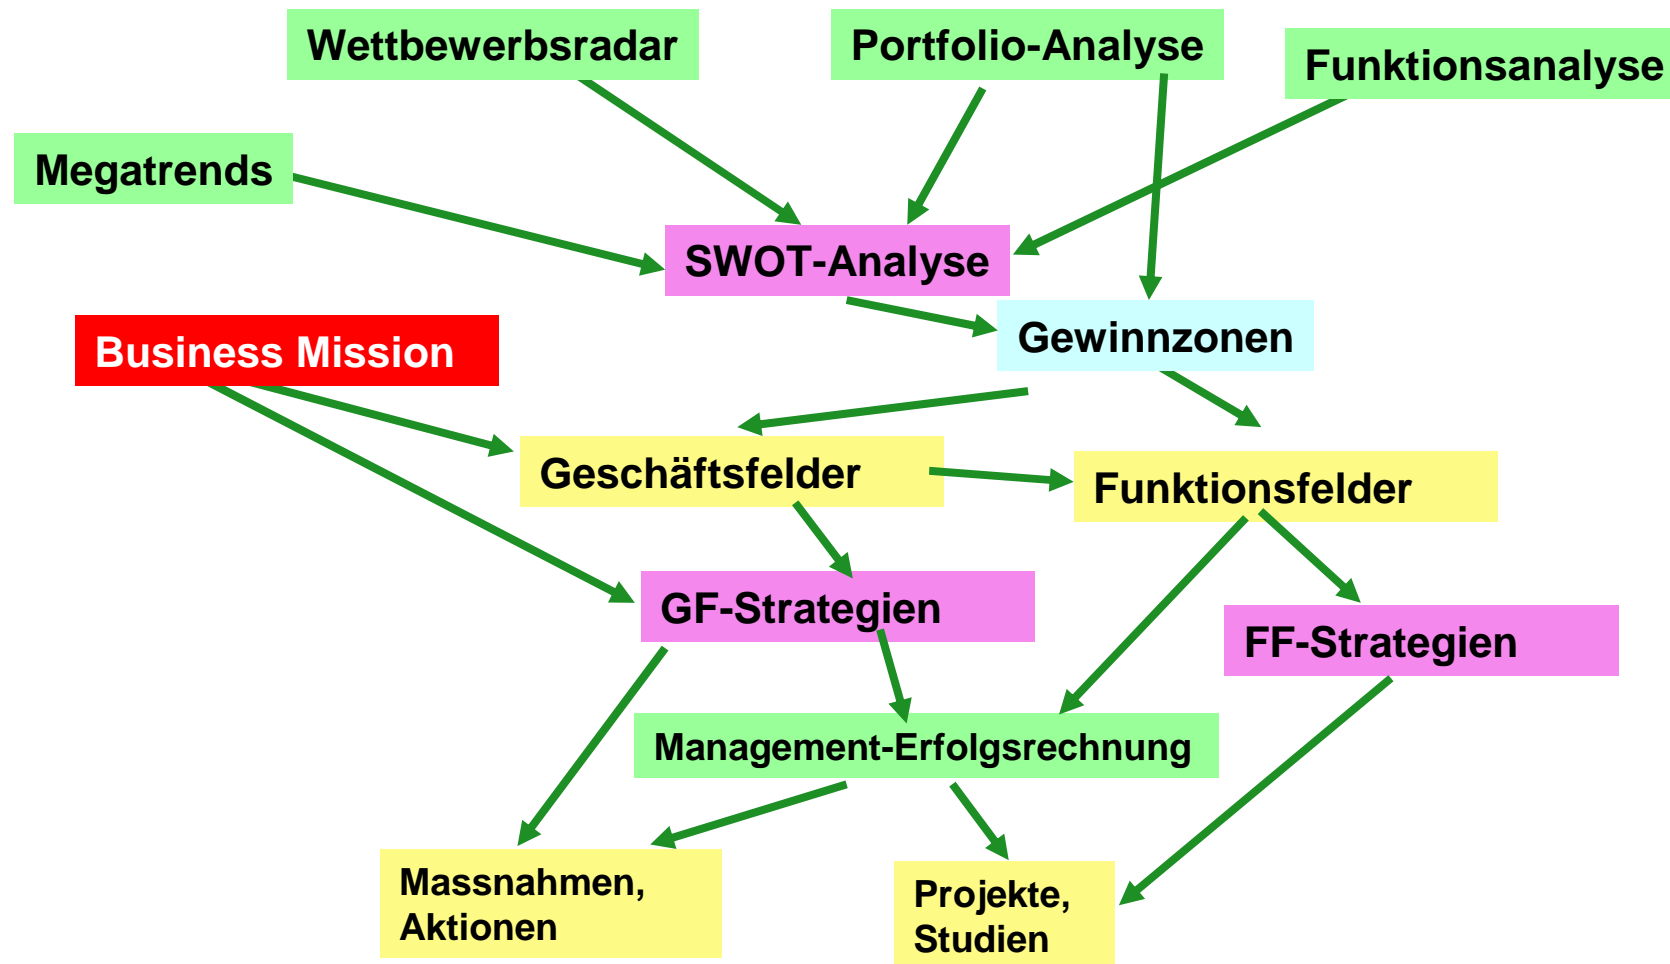 Wettbewerbsradar
Portfolio-Analyse
Funktionsanalyse
Megatrends
SWOT-Analyse
Business Mission
Gewinnzonen
Geschäftsfelder
Funktionsfelder
GF-Strategien
FF-Strategien
Management-Erfolgsrechnung
Massnahmen,
Aktionen
Projekte,
Studien